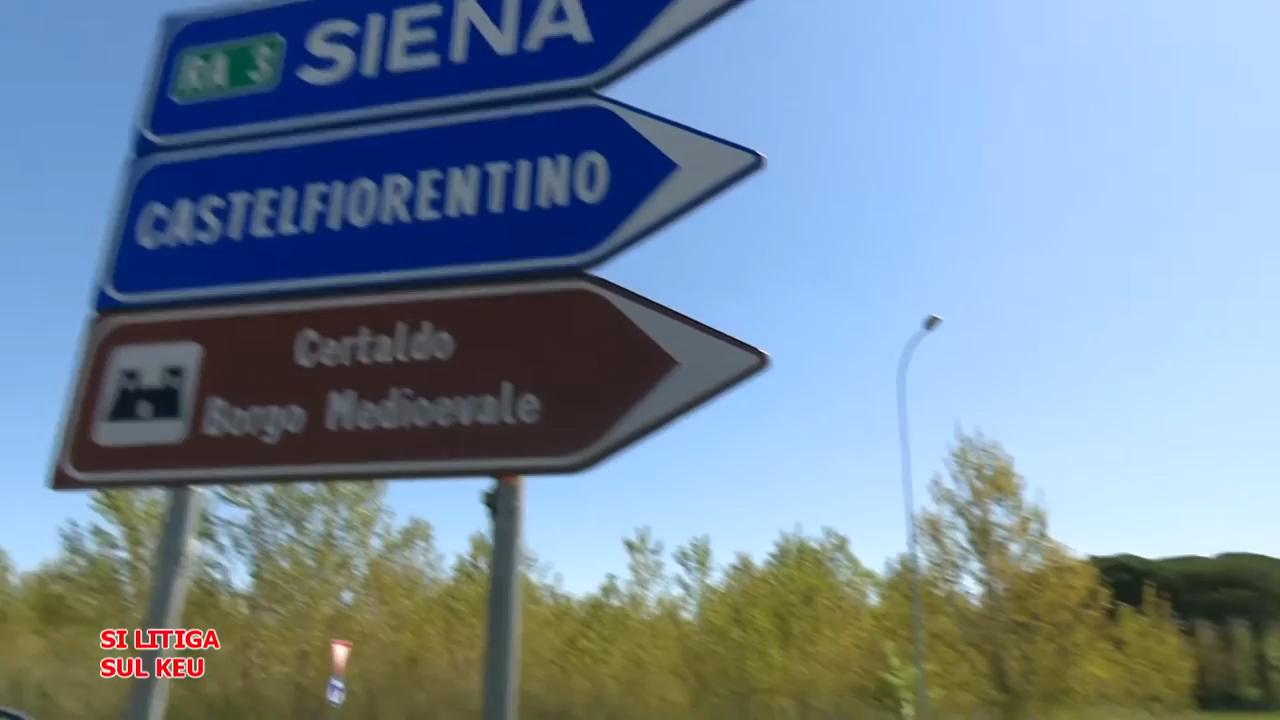 RA 3 SIENA
CASTELFIORENTINO
Certaldo
Borgo Medioevale
SI LITIGA
SUL KEU